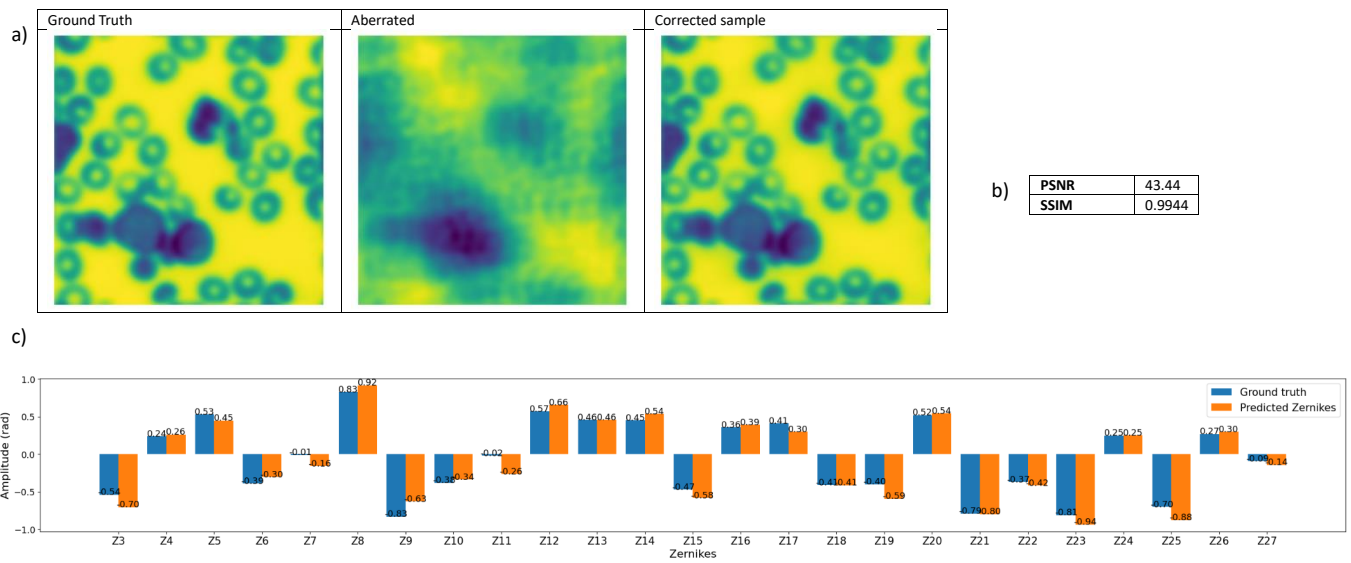 a)
Ground Truth
Aberrated
Corrected sample
b)
PSNR 43.44
SSIM 0.9944
c)
Amplitude (rad)
1.0
0.5
0.0
−0.5
−1.0
Ground truth
Predicted Zernikes
-0.54 -0.70
0.24 0.26
0.53 0.45
-0.39 -0.30
-0.01 -0.16
0.83 0.92
-0.83 -0.63
-0.38 -0.34
-0.02 -0.26
0.57 0.66
0.46 0.46
0.45 0.54
-0.47 -0.58
0.36 0.39
0.41 0.30
-0.41 -0.41
-0.40 -0.59
0.52 0.54
-0.79 -0.80
-0.37 -0.42
-0.81 -0.94
0.25 0.25
-0.70 -0.88
0.27 0.30
-0.09 -0.14
Z3 Z4 Z5 Z6 Z7 Z8 Z9 Z10 Z11 Z12 Z13 Z14 Z15 Z16 Z17 Z18 Z19 Z20 Z21 Z22 Z23 Z24 Z25 Z26 Z27
Zernikes